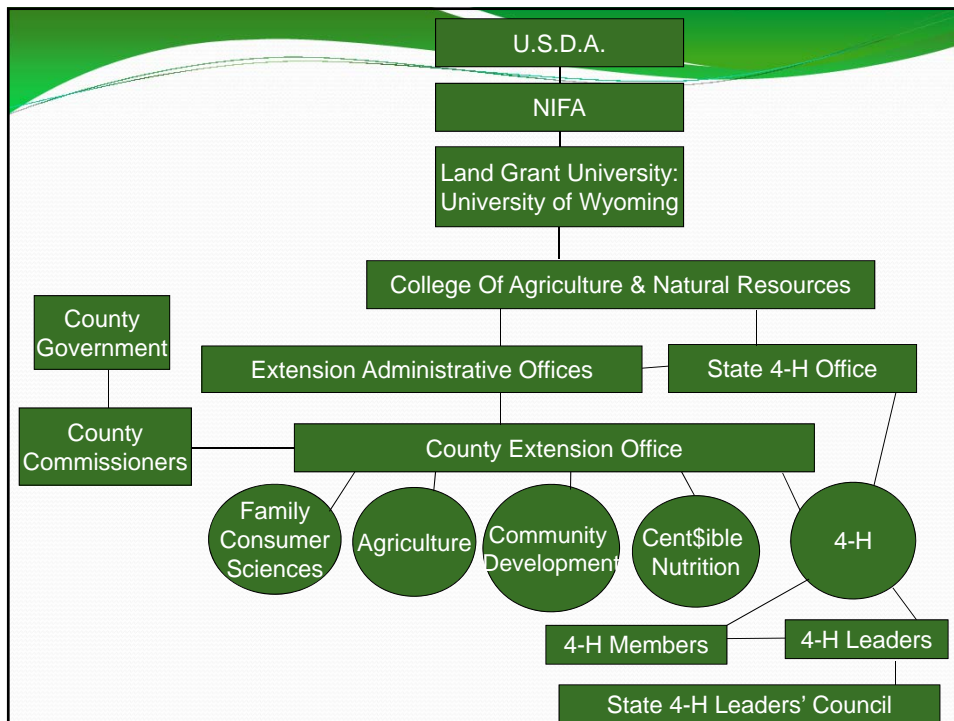 U.S.D.A.
NIFA
Land Grant University:
University of Wyoming
College Of Agriculture & Natural Resources
County
Government
Extension Administrative Offices
State 4-H Office
County
Commissioners
County Extension Office
Family
Consumer
Sciences
Agriculture
Community
Development
Cent$ible
Nutrition
4-H
4-H Members
4-H Leaders
State 4-H Leaders’ Council